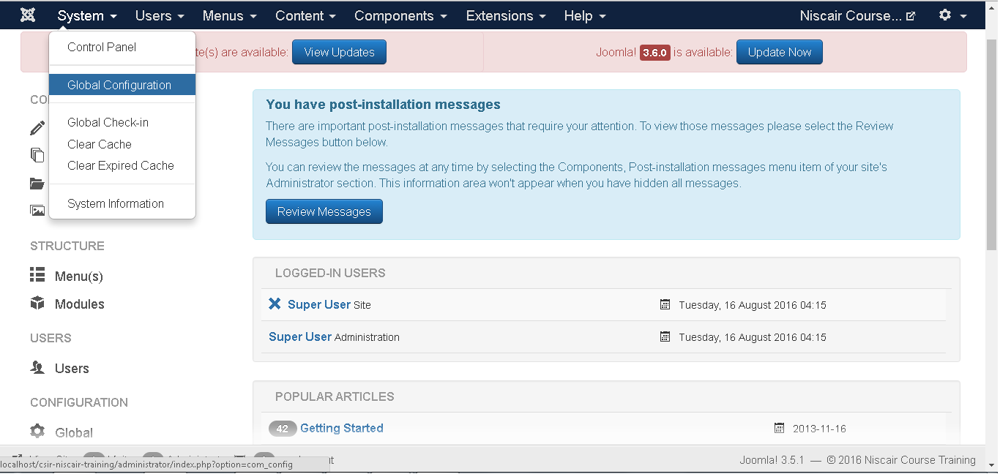 System Users Menus Content Components Extensions Help Niscair Course...
te(s) are available: View Updates Joomla! 3.6.0 is available: Update Now
Control Panel
Global Configuration
Global Check-in
Clear Cache
Clear Expired Cache
System Information
STRUCTURE
Menu(s)
Modules
USERS
Users
CONFIGURATION
Global
You have post-installation messages
There are important post-installation messages that require your attention. To view those messages please select the Review
Messages button below.
You can review the messages at any time by selecting the Components, Post-installation messages menu item of your site's
Administrator section. This information area won't appear when you have hidden all messages.
Review Messages
LOGGED-IN USERS
Super User Site Tuesday, 16 August 2016 04:15
Super User Administration Tuesday, 16 August 2016 04:15
POPULAR ARTICLES
42 Getting Started 2013-11-16
localhost/csir-niscair-training/administrator/index.php?option=com_config
Joomla! 3.5.1 — © 2016 Niscair Course Training